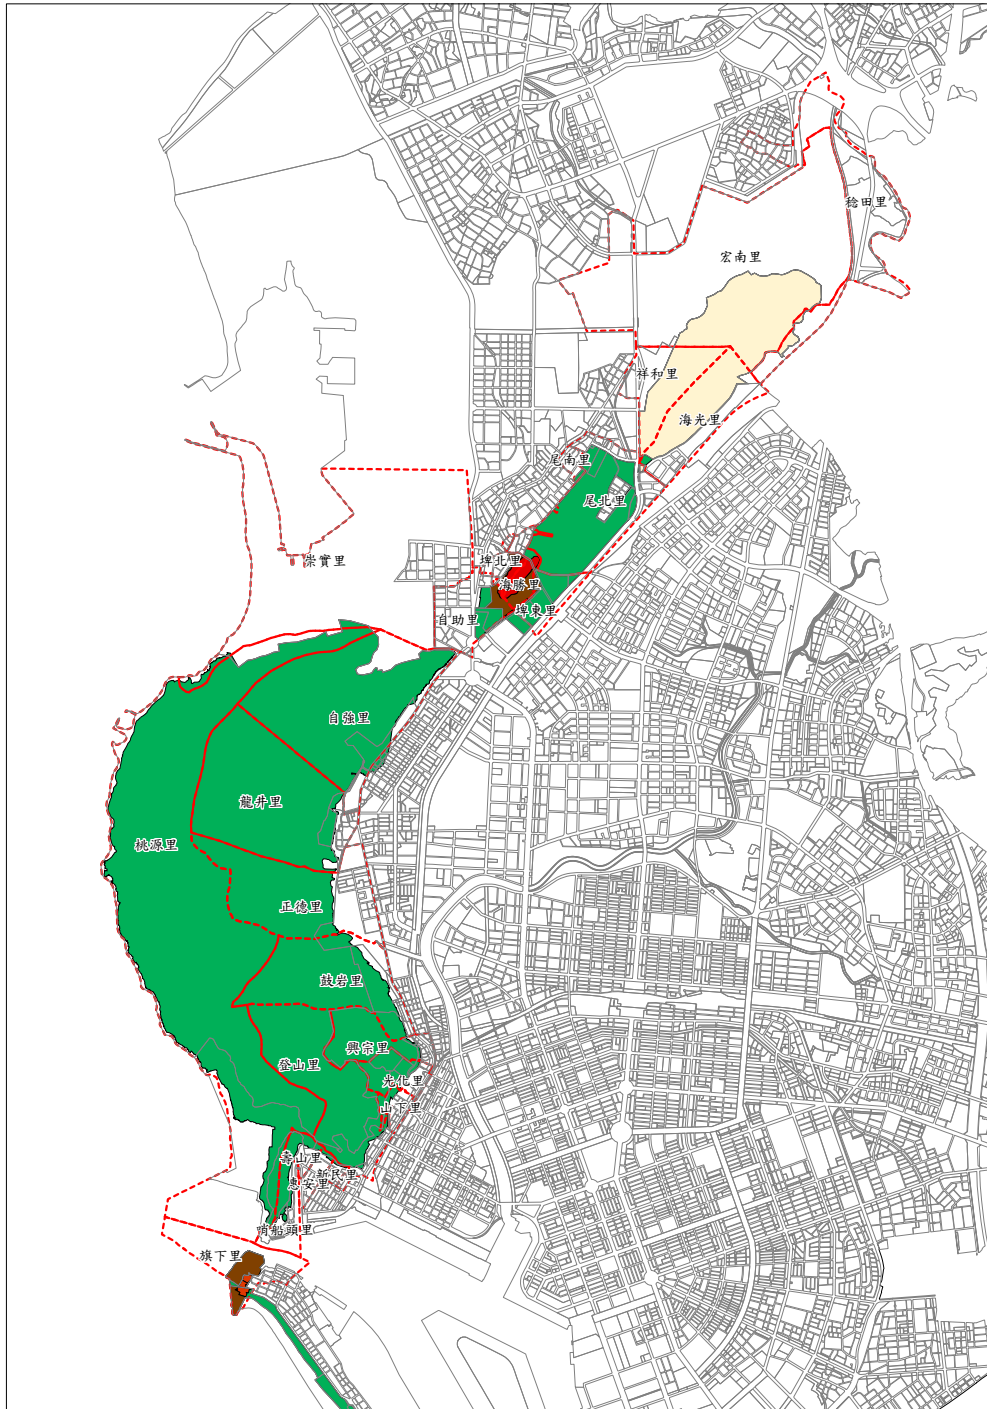 稔田里
宏南里
祥和里
海光里
尾南里
尾北里
埤北里
崇實里
海勝里
埤東里
自助里
自強里
龍井里
桃源里
正德里
鼓岩里
興宗里
登山里
光化里
山下里
壽山里
新民里
惠安里
哨船頭里
旗下里